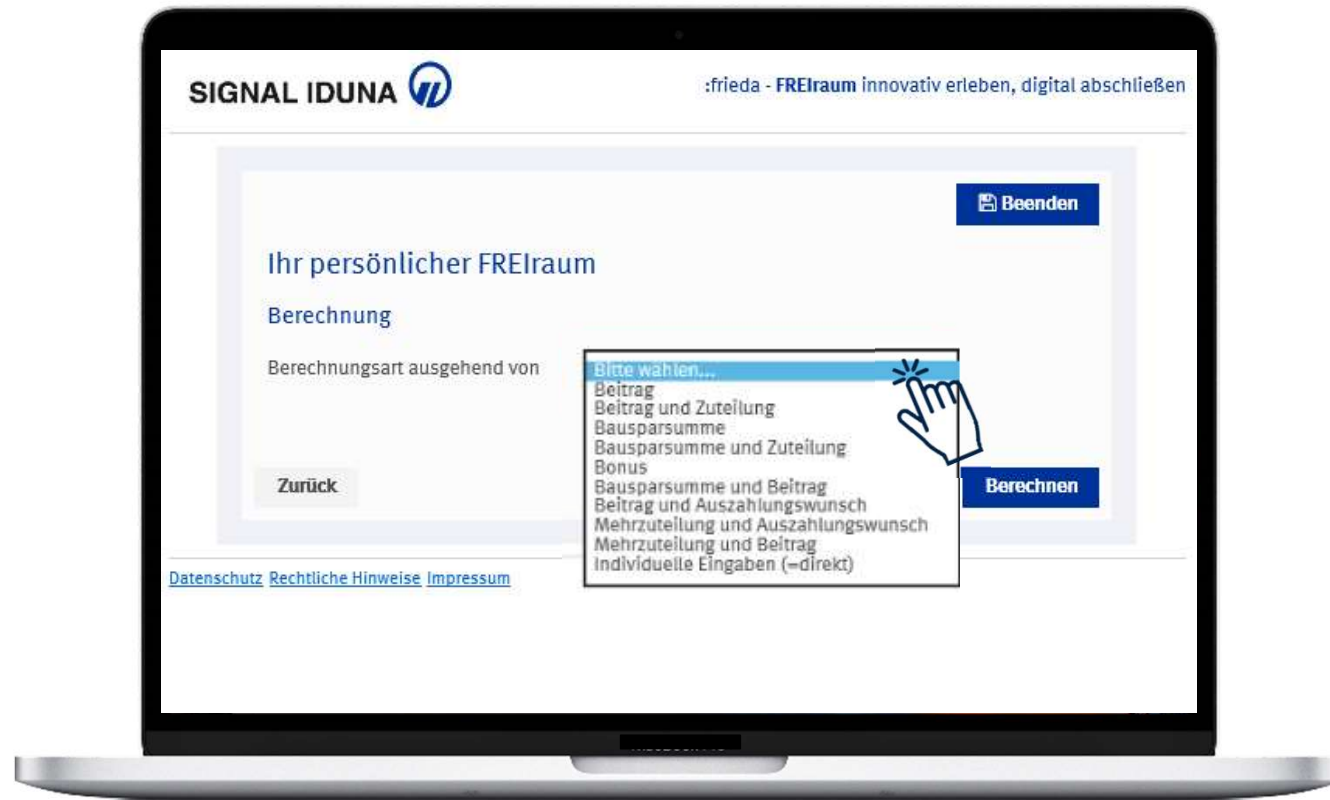 SIGNAL IDUNA
:frieda - FREIraum innovativ erleben, digital abschließen
Beenden
Ihr persönlicher FREIraum
Berechnung
Berechnungsart ausgehend von
Bitte wählen...
Beitrag
Beitrag und Zuteilung
Bausparsumme
Bausparsumme und Zuteilung
Bonus
Bausparsumme und Beitrag
Beitrag und Auszahlungswunsch
Mehrzuteilung und Auszahlungswunsch
Mehrzuteilung und Beitrag
Individuelle Eingaben (=direkt)
Zurück
Berechnen
Datenschutz Rechtliche Hinweise Impressum